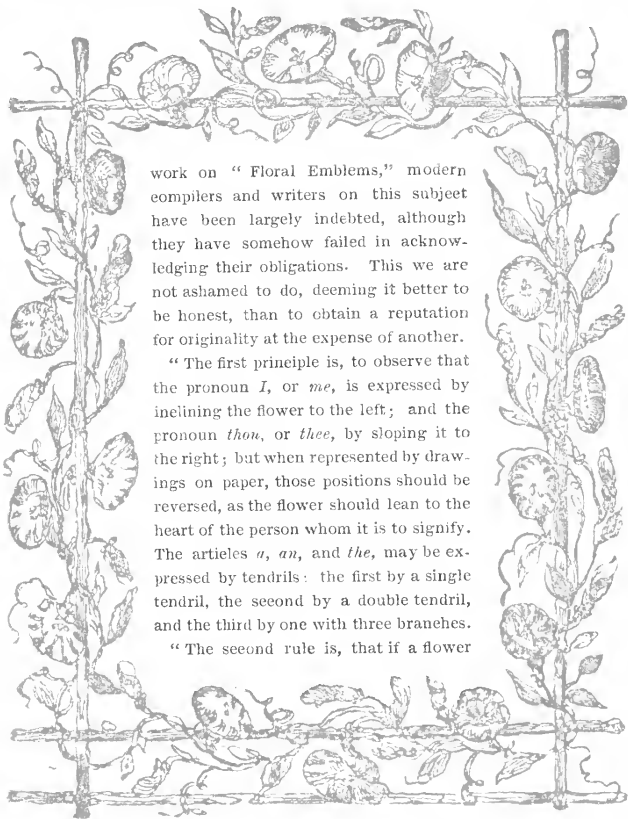 work on “ Floral Emblems,” modern
compilers and writers on this subject
have been largely indebted, although
they have somehow failed in acknow-
ledging their obligations. This we are
not ashamed to do, deeming it better to
be honest, than to obtain a reputation
for originality at the expense of another.
“ The first principle is, to observe that
the pronoun I, or me, is expressed by
inclining the flower to the left; and the
pronoun thou, or thee, by sloping it to
the right; but when represented by draw-
ings on paper, those positions should be
reversed, as the flower should lean to the
heart of the person whom it is to signify.
The articles a, an, and the, may be ex-
pressed by tendrils: the first by a single
tendril, the second by a double tendril,
and the third by one with three branches.
“ The second rule is, that if a flower